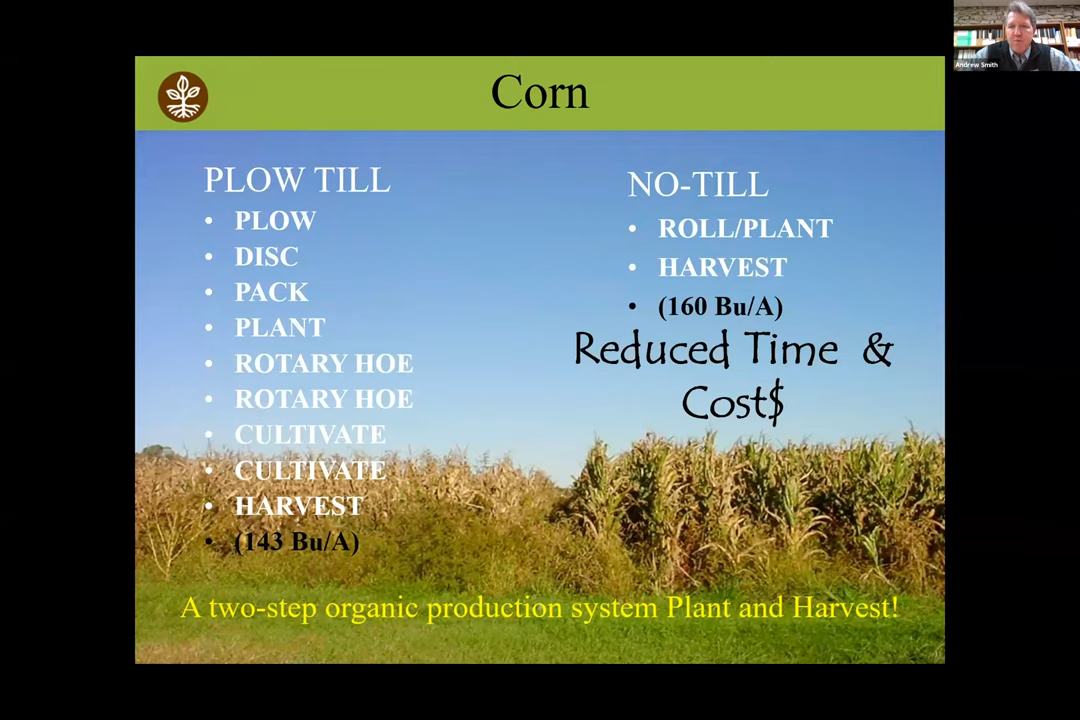 Corn
PLOW TILL
• PLOW
• DISC
• PACK
• PLANT
• ROTARY HOE
• ROTARY HOE
• CULTIVATE
• CULTIVATE
• HARVEST
• (143 Bu/A)
NO-TILL
• ROLL/PLANT
• HARVEST
• (160 Bu/A)
Reduced Time &
Cost$
A two-step organic production system Plant and Harvest!
Andrew Smith